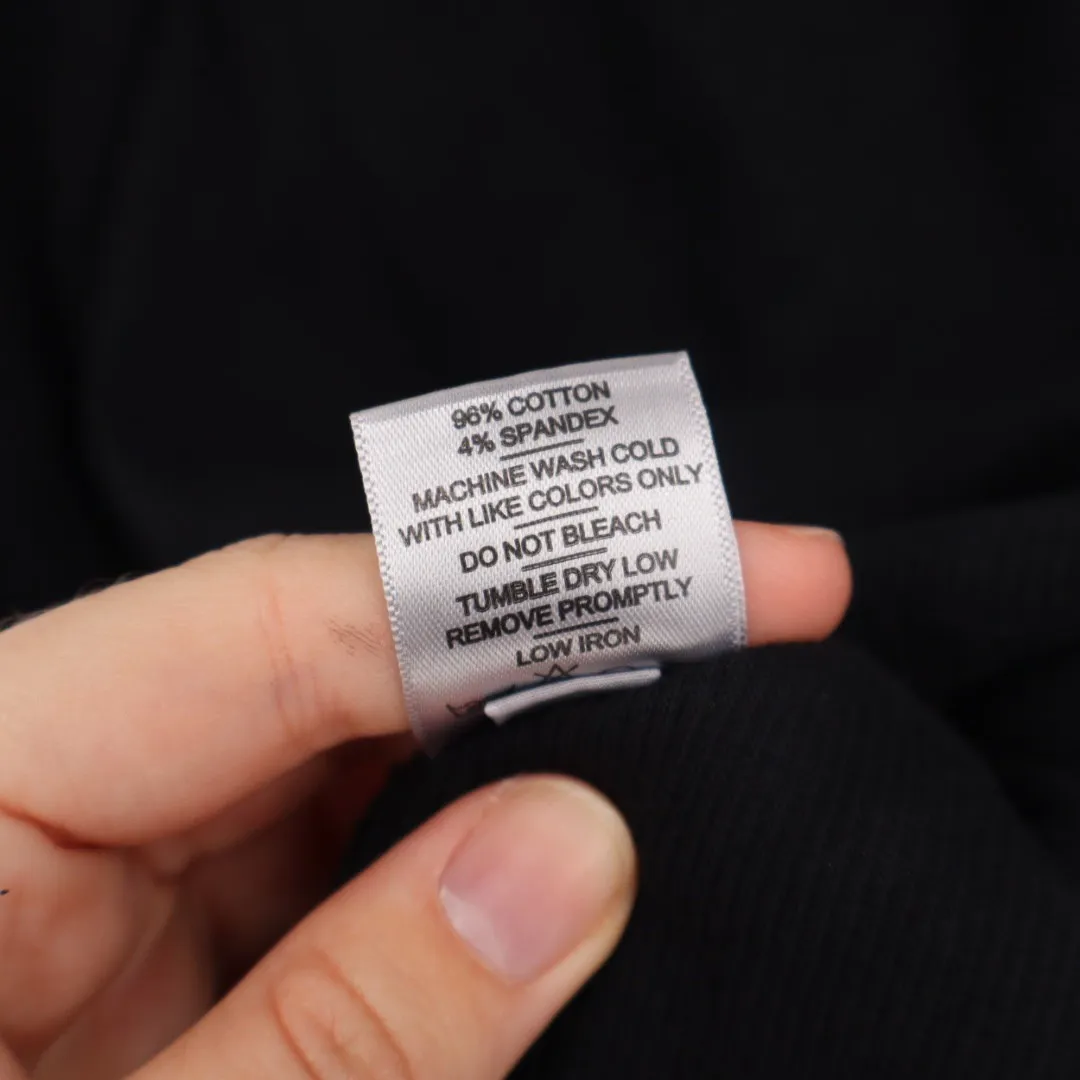 96% COTTON
4% SPANDEX
MACHINE WASH COLD
WITH LIKE COLORS ONLY
DO NOT BLEACH
TUMBLE DRY LOW
REMOVE PROMPTLY
LOW IRON